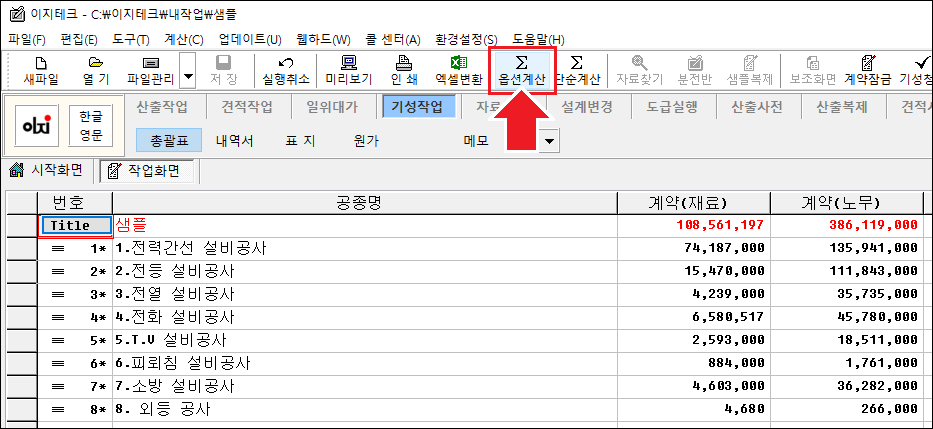 이지테크 - C:\이지테크\내작업\샘플
파일(F) 편집(E) 도구(T) 계산(C) 업데이트(U) 웹하드(W) 콜 센터(A) 환경설정(S) 도움말(H)
새파일 열 기 파일관리 저 장 실행취소 미리보기 인 쇄 엑셀변환 옵션계산 단순계산 자료찾기 분전반 샘플복제 보조화면 계약잠금 기성청
한글 영문
산출작업 견적작업 일위대가 기성작업 자료 설계변경 도급실행 산출사전 산출복제 견적사
총괄표 내역서 표 지 원가 메모
시작화면 작업화면
번호 공종명 계약(재료) 계약(노무)
Title 샘플 108,561,197 386,119,000
1* 1.전력간선 설비공사 74,187,000 135,941,000
2* 2.전등 설비공사 15,470,000 111,843,000
3* 3.전열 설비공사 4,239,000 35,735,000
4* 4.전화 설비공사 6,580,517 45,780,000
5* 5.T.V 설비공사 2,593,000 18,511,000
6* 6.피뢰침 설비공사 884,000 1,761,000
7* 7.소방 설비공사 4,603,000 36,282,000
8* 8. 외등 공사 4,680 266,000